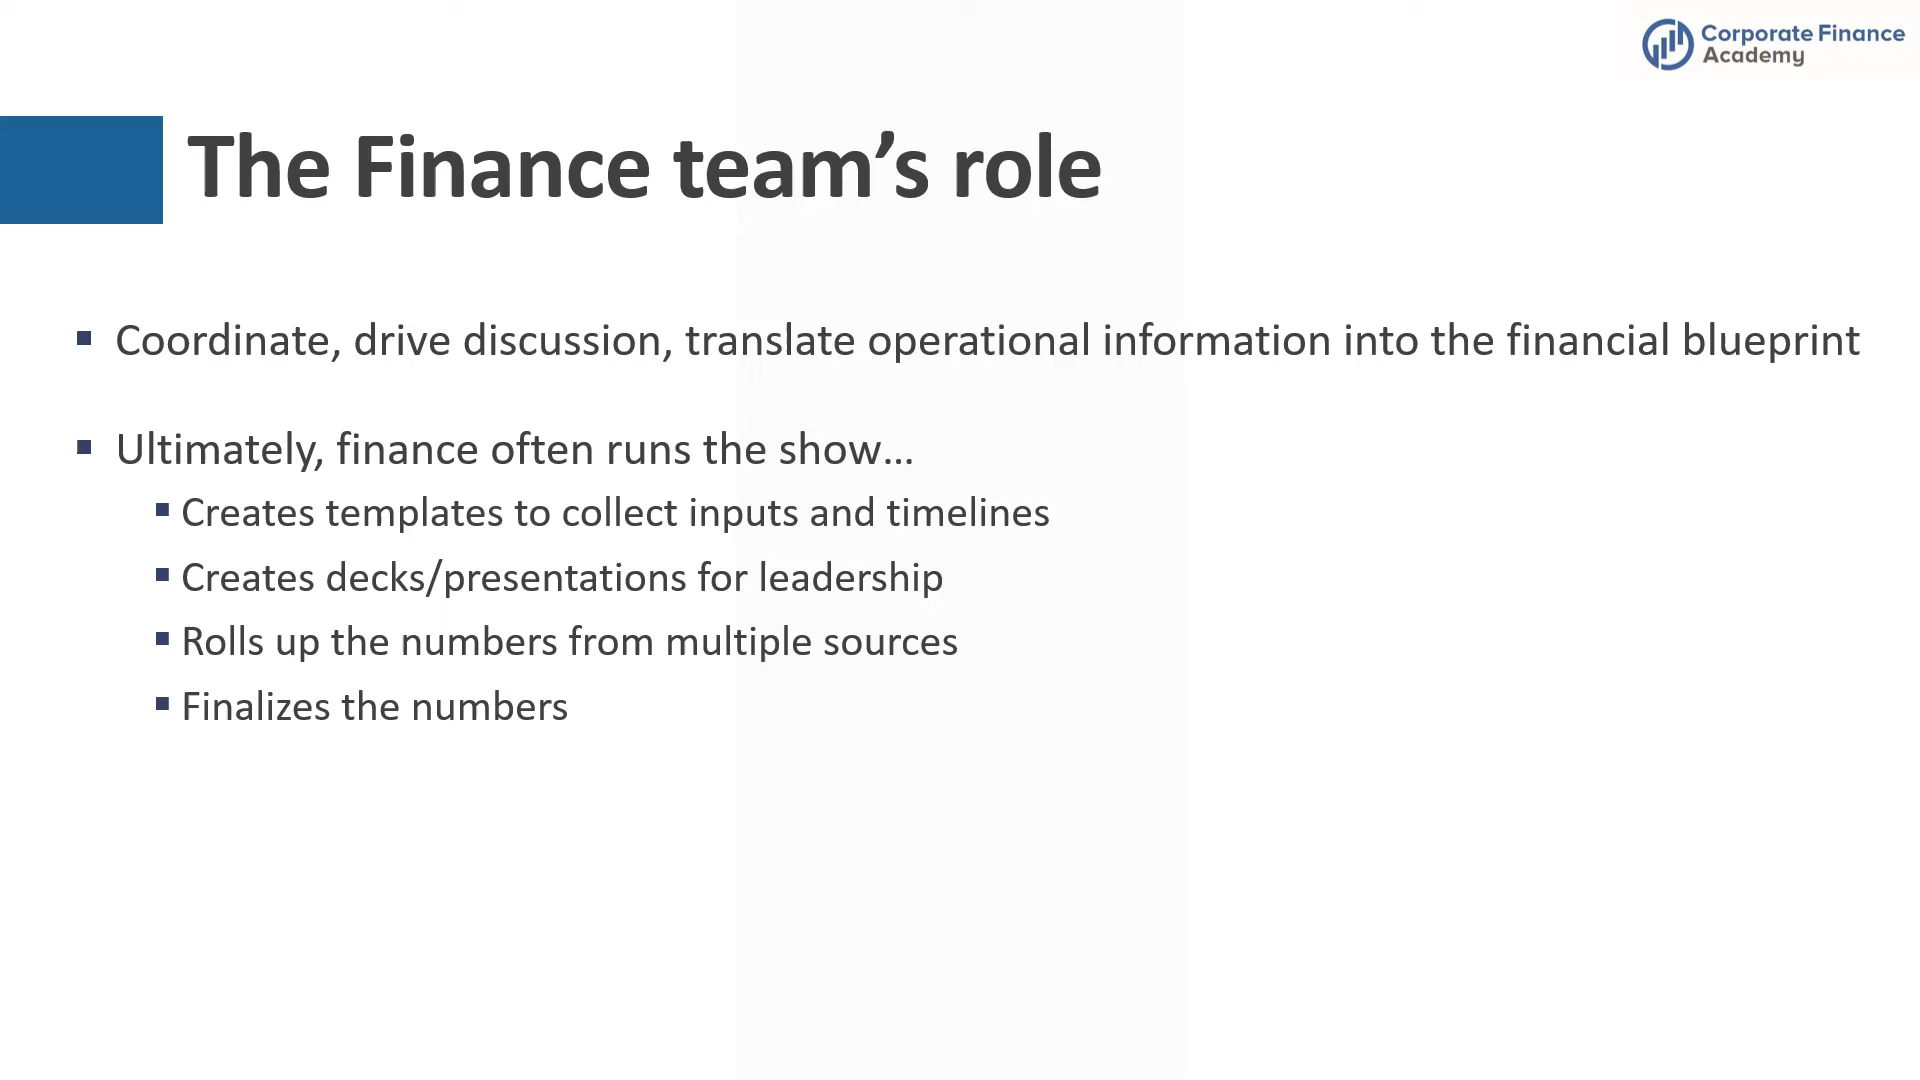 Corporate Finance
Academy
The Finance team’s role
Coordinate, drive discussion, translate operational information into the financial blueprint
Ultimately, finance often runs the show…
Creates templates to collect inputs and timelines
Creates decks/presentations for leadership
Rolls up the numbers from multiple sources
Finalizes the numbers